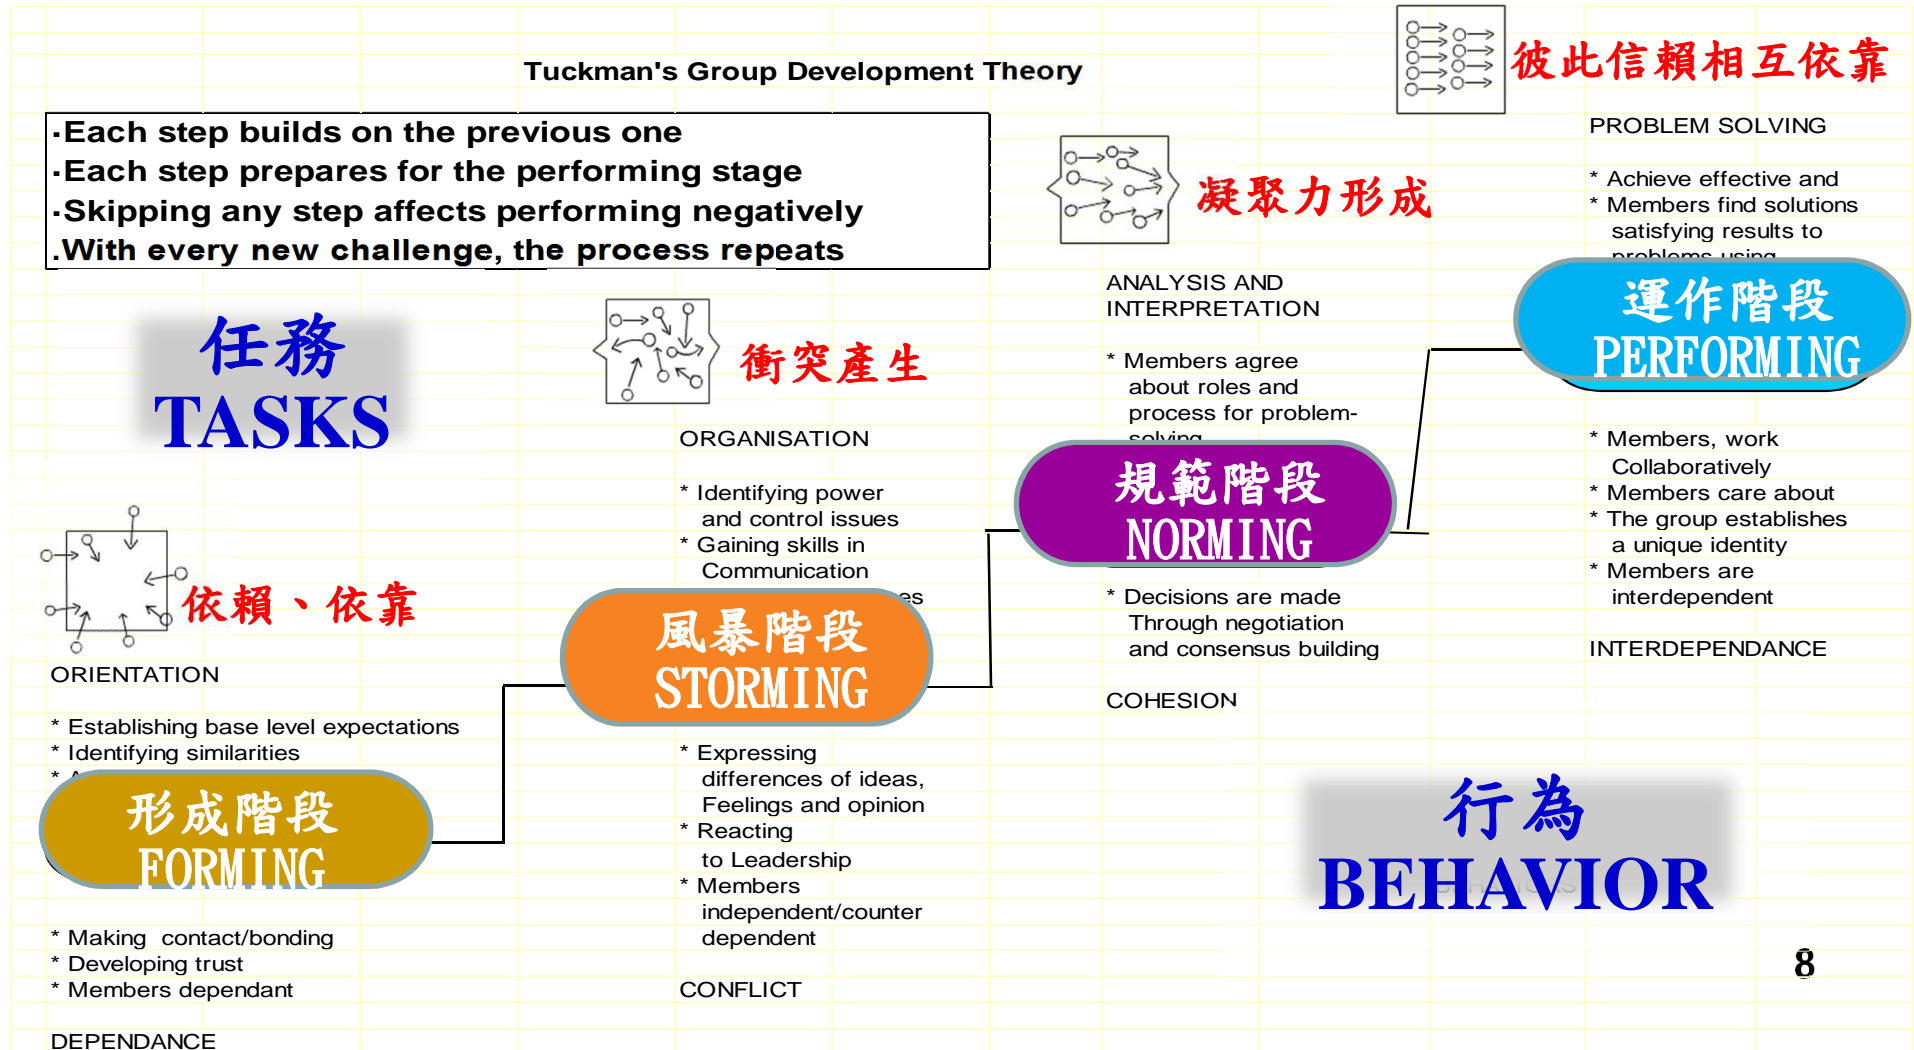 Tuckman's Group Development Theory
·Each step builds on the previous one
·Each step prepares for the performing stage
·Skipping any step affects performing negatively
.With every new challenge, the process repeats
任務
TASKS
依賴、依靠
ORIENTATION
* Establishing base level expectations
* Identifying similarities
*
形成階段
FORMING
* Making contact/bonding
* Developing trust
* Members dependant
DEPENDANCE
衝突產生
ORGANISATION
* Identifying power
and control issues
* Gaining skills in
Communication
風暴階段
STORMING
* Expressing
differences of ideas,
Feelings and opinion
* Reacting
to Leadership
* Members
independent/counter
dependent
CONFLICT
凝聚力形成
ANALYSIS AND
INTERPRETATION
* Members agree
about roles and
process for problem-
solving
規範階段
NORMING
* Decisions are made
Through negotiation
and consensus building
COHESION
彼此信賴相互依靠
PROBLEM SOLVING
* Achieve effective and
* Members find solutions
satisfying results to
problems using
運作階段
PERFORMING
* Members, work
Collaboratively
* Members care about
* The group establishes
a unique identity
* Members are
interdependent
INTERDEPENDANCE
行為
BEHAVIOR
8